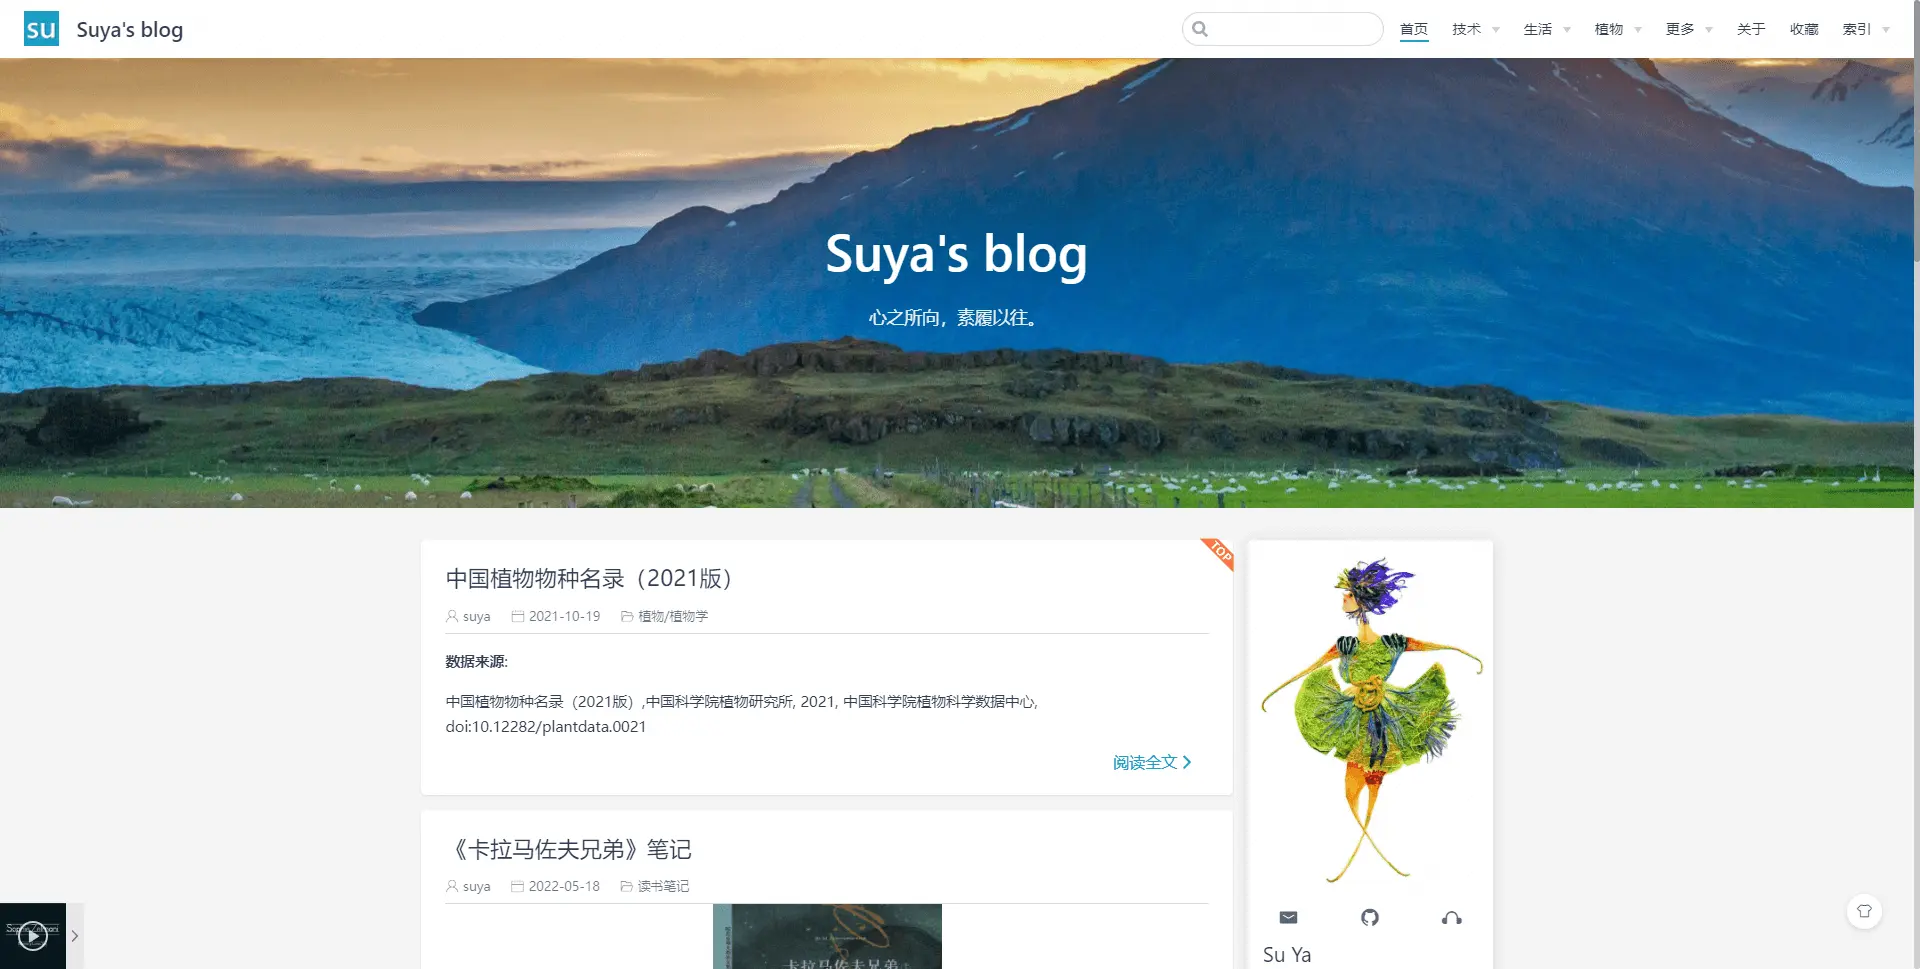 su Suya's blog
首页 技术 生活 植物 更多 关于 收藏 索引
Suya's blog
心之所向，素履以往。
TOP
中国植物物种名录（2021版）
suya 2021-10-19 植物/植物学
数据来源:
中国植物物种名录（2021版）,中国科学院植物研究所, 2021, 中国科学院植物科学数据中心,
doi:10.12282/plantdata.0021
阅读全文
《卡拉马佐夫兄弟》笔记
suya 2022-05-18 读书笔记
卡拉马佐夫兄弟
Su Ya